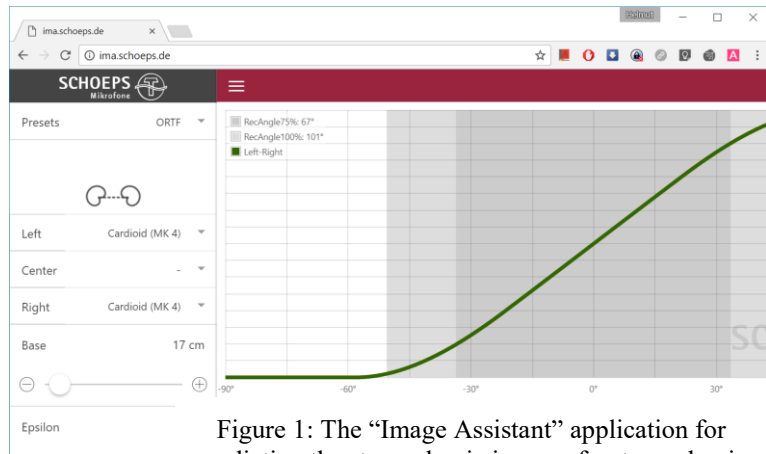 ima.schoeps.de ×
Helmut
ima.schoeps.de
SCHOEPS
Mikrofone
Presets ORTF
RecAngle75%: 67°
RecAngle100%: 101°
Left-Right
Left Cardioid (MK 4)
Center -
Right Cardioid (MK 4)
Base 17 cm
-90° -60° -30° 0° 30°
Epsilon
SC
Figure 1: The “Image Assistant” application for